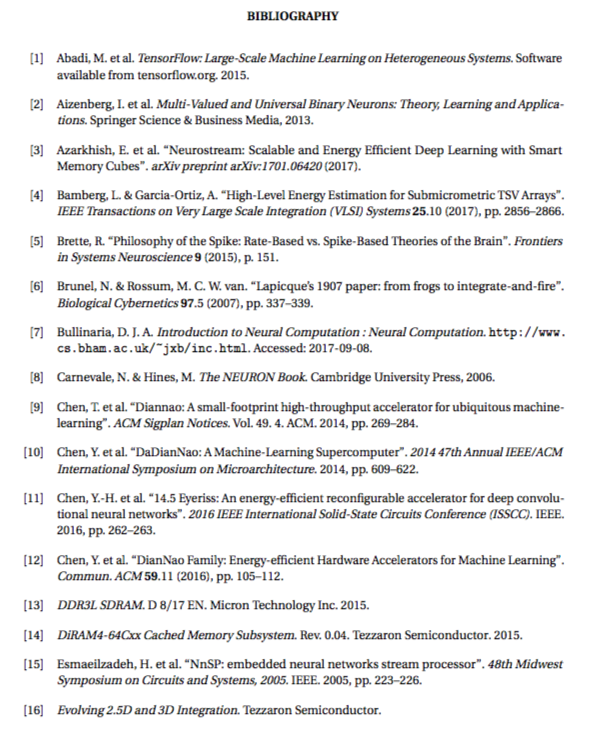 BIBLIOGRAPHY
[1] Abadi, M. et al. TensorFlow: Large-Scale Machine Learning on Heterogeneous Systems. Software
available from tensorflow.org. 2015.
[2] Aizenberg, I. et al. Multi-Valued and Universal Binary Neurons: Theory, Learning and Applica-
tions. Springer Science & Business Media, 2013.
[3] Azarkhish, E. et al. “Neurostream: Scalable and Energy Efficient Deep Learning with Smart
Memory Cubes”. arXiv preprint arXiv:1701.06420 (2017).
[4] Bamberg, L. & Garcia-Ortiz, A. “High-Level Energy Estimation for Submicrometric TSV Arrays”.
IEEE Transactions on Very Large Scale Integration (VLSI) Systems 25.10 (2017), pp. 2856–2866.
[5] Brette, R. “Philosophy of the Spike: Rate-Based vs. Spike-Based Theories of the Brain”. Frontiers
in Systems Neuroscience 9 (2015), p. 151.
[6] Brunel, N. & Rossum, M. C. W. van. “Lapicque’s 1907 paper: from frogs to integrate-and-fire”.
Biological Cybernetics 97.5 (2007), pp. 337–339.
[7] Bullinaria, D. J. A. Introduction to Neural Computation : Neural Computation. http://www.
cs.bham.ac.uk/~jxb/inc.html. Accessed: 2017-09-08.
[8] Carnevale, N. & Hines, M. The NEURON Book. Cambridge University Press, 2006.
[9] Chen, T. et al. “Diannao: A small-footprint high-throughput accelerator for ubiquitous machine-
learning”. ACM Sigplan Notices. Vol. 49. 4. ACM. 2014, pp. 269–284.
[10] Chen, Y. et al. “DaDianNao: A Machine-Learning Supercomputer”. 2014 47th Annual IEEE/ACM
International Symposium on Microarchitecture. 2014, pp. 609–622.
[11] Chen, Y.-H. et al. “14.5 Eyeriss: An energy-efficient reconfigurable accelerator for deep convolu-
tional neural networks”. 2016 IEEE International Solid-State Circuits Conference (ISSCC). IEEE.
2016, pp. 262–263.
[12] Chen, Y. et al. “DianNao Family: Energy-efficient Hardware Accelerators for Machine Learning”.
Commun. ACM 59.11 (2016), pp. 105–112.
[13] DDR3L SDRAM. D 8/17 EN. Micron Technology Inc. 2015.
[14] DiRAM4-64Cxx Cached Memory Subsystem. Rev. 0.04. Tezzaron Semiconductor. 2015.
[15] Esmaeilzadeh, H. et al. “NnSP: embedded neural networks stream processor”. 48th Midwest
Symposium on Circuits and Systems, 2005. IEEE. 2005, pp. 223–226.
[16] Evolving 2.5D and 3D Integration. Tezzaron Semiconductor.